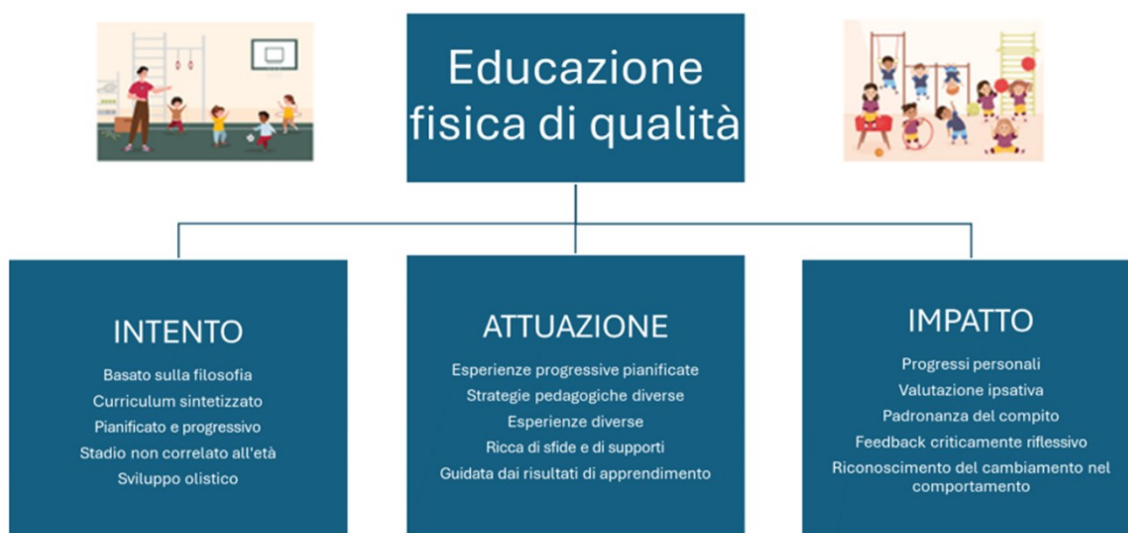 Educazione
fisica di qualità
INTENTO
Basato sulla filosofia
Curriculum sintetizzato
Pianificato e progressivo
Stadio non correlato all'età
Sviluppo olistico
ATTUAZIONE
Esperienze progressive pianificate
Strategie pedagogiche diverse
Esperienze diverse
Ricca di sfide e di supporti
Guidata dai risultati di apprendimento
IMPATTO
Progressi personali
Valutazione ipsativa
Padronanza del compito
Feedback criticamente riflessivo
Riconoscimento del cambiamento nel
comportamento